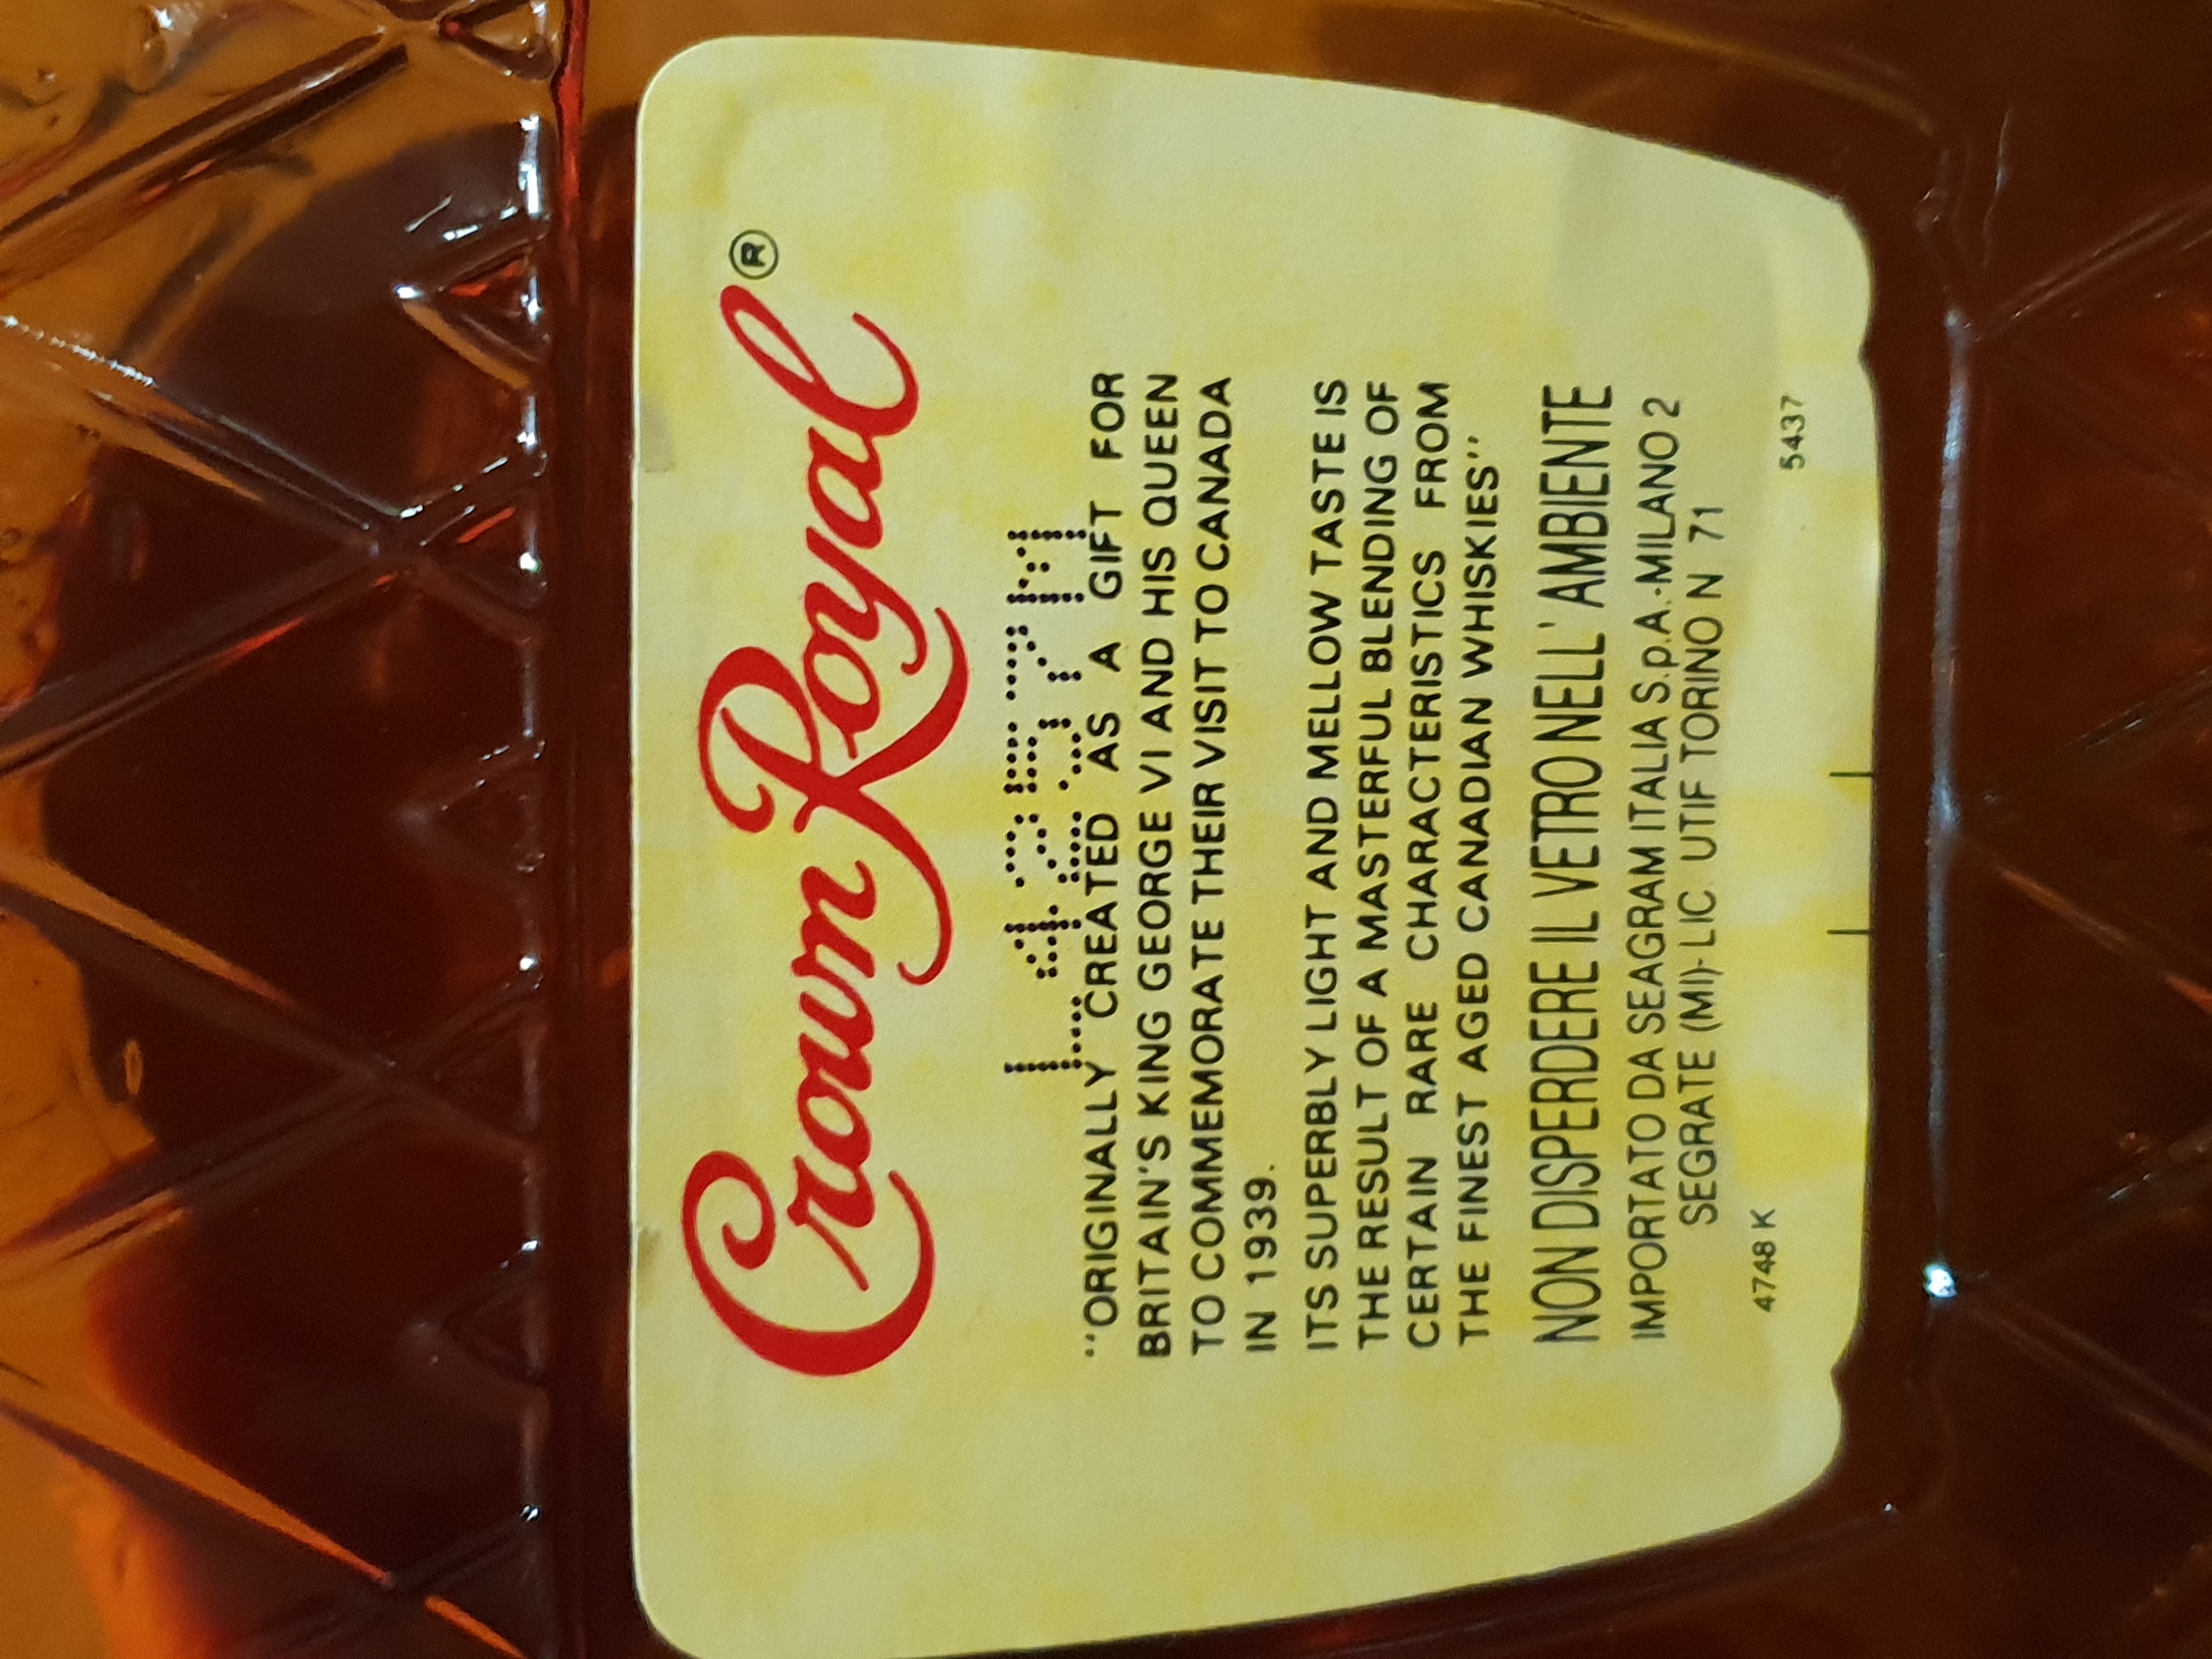 Crown Royal®
L4257M
"ORIGINALLY CREATED AS A GIFT FOR
BRITAIN'S KING GEORGE VI AND HIS QUEEN
TO COMMEMORATE THEIR VISIT TO CANADA
IN 1939.
ITS SUPERBLY LIGHT AND MELLOW TASTE IS
THE RESULT OF A MASTERFUL BLENDING OF
CERTAIN RARE CHARACTERISTICS FROM
THE FINEST AGED CANADIAN WHISKIES"
NON DISPERDERE IL VETRO NELL' AMBIENTE
IMPORTATO DA SEAGRAM ITALIA S.p.A.-MILANO 2
SEGRATE (MI)-LIC. UTIF TORINO N 71
4748 K 5437